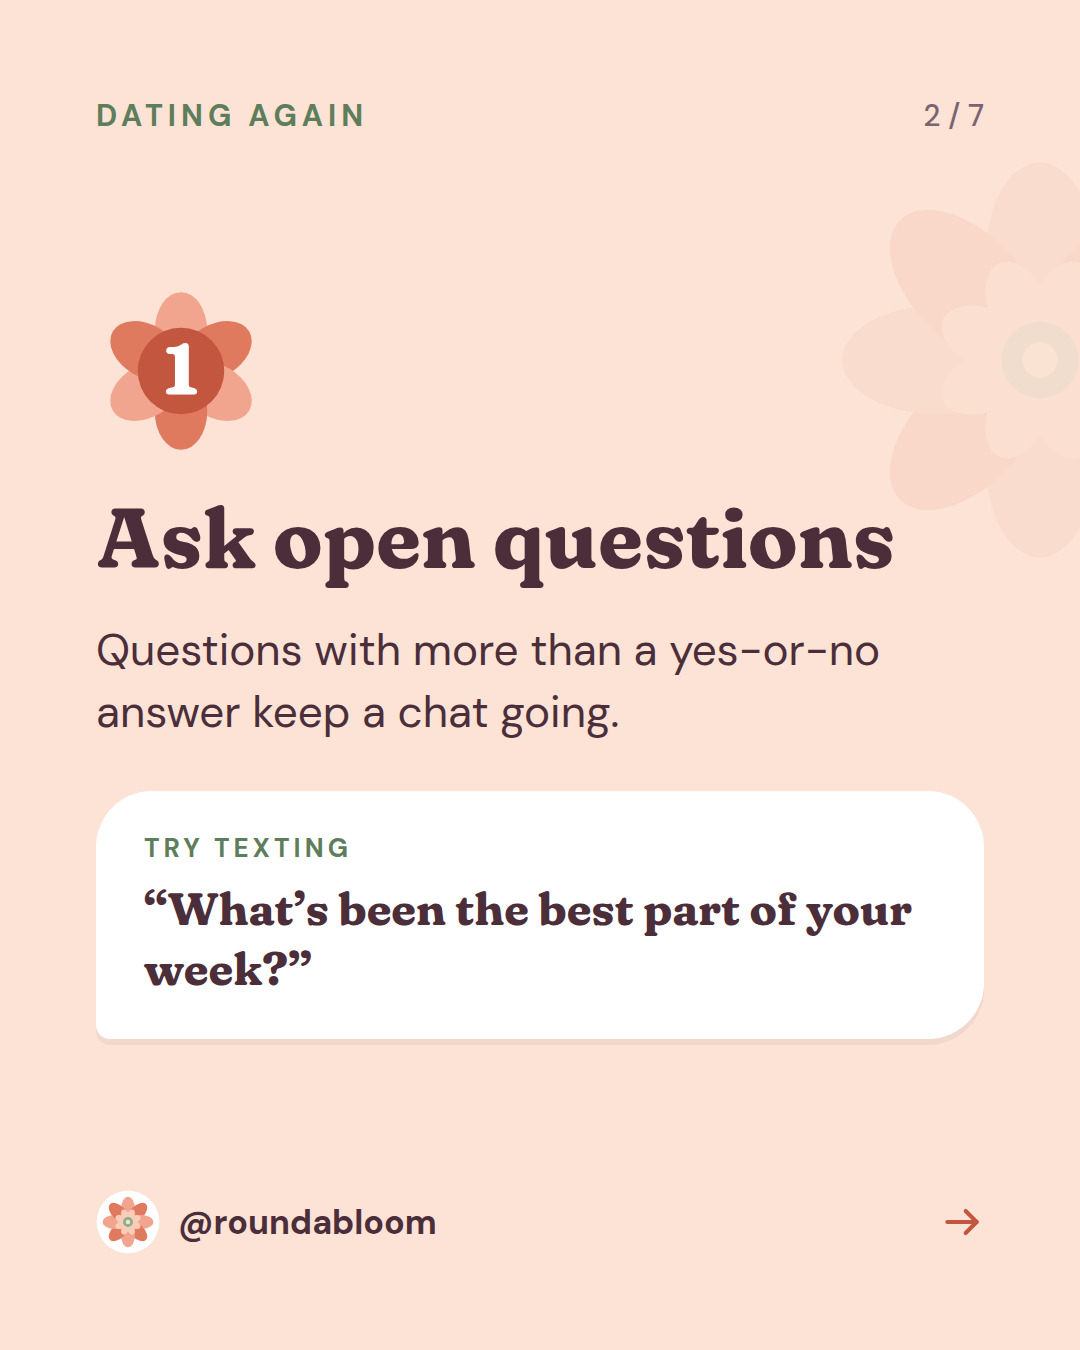 DATING AGAIN
2 / 7
1
Ask open questions
Questions with more than a yes-or-no
answer keep a chat going.
TRY TEXTING
“What’s been the best part of your
week?”
@roundabloom